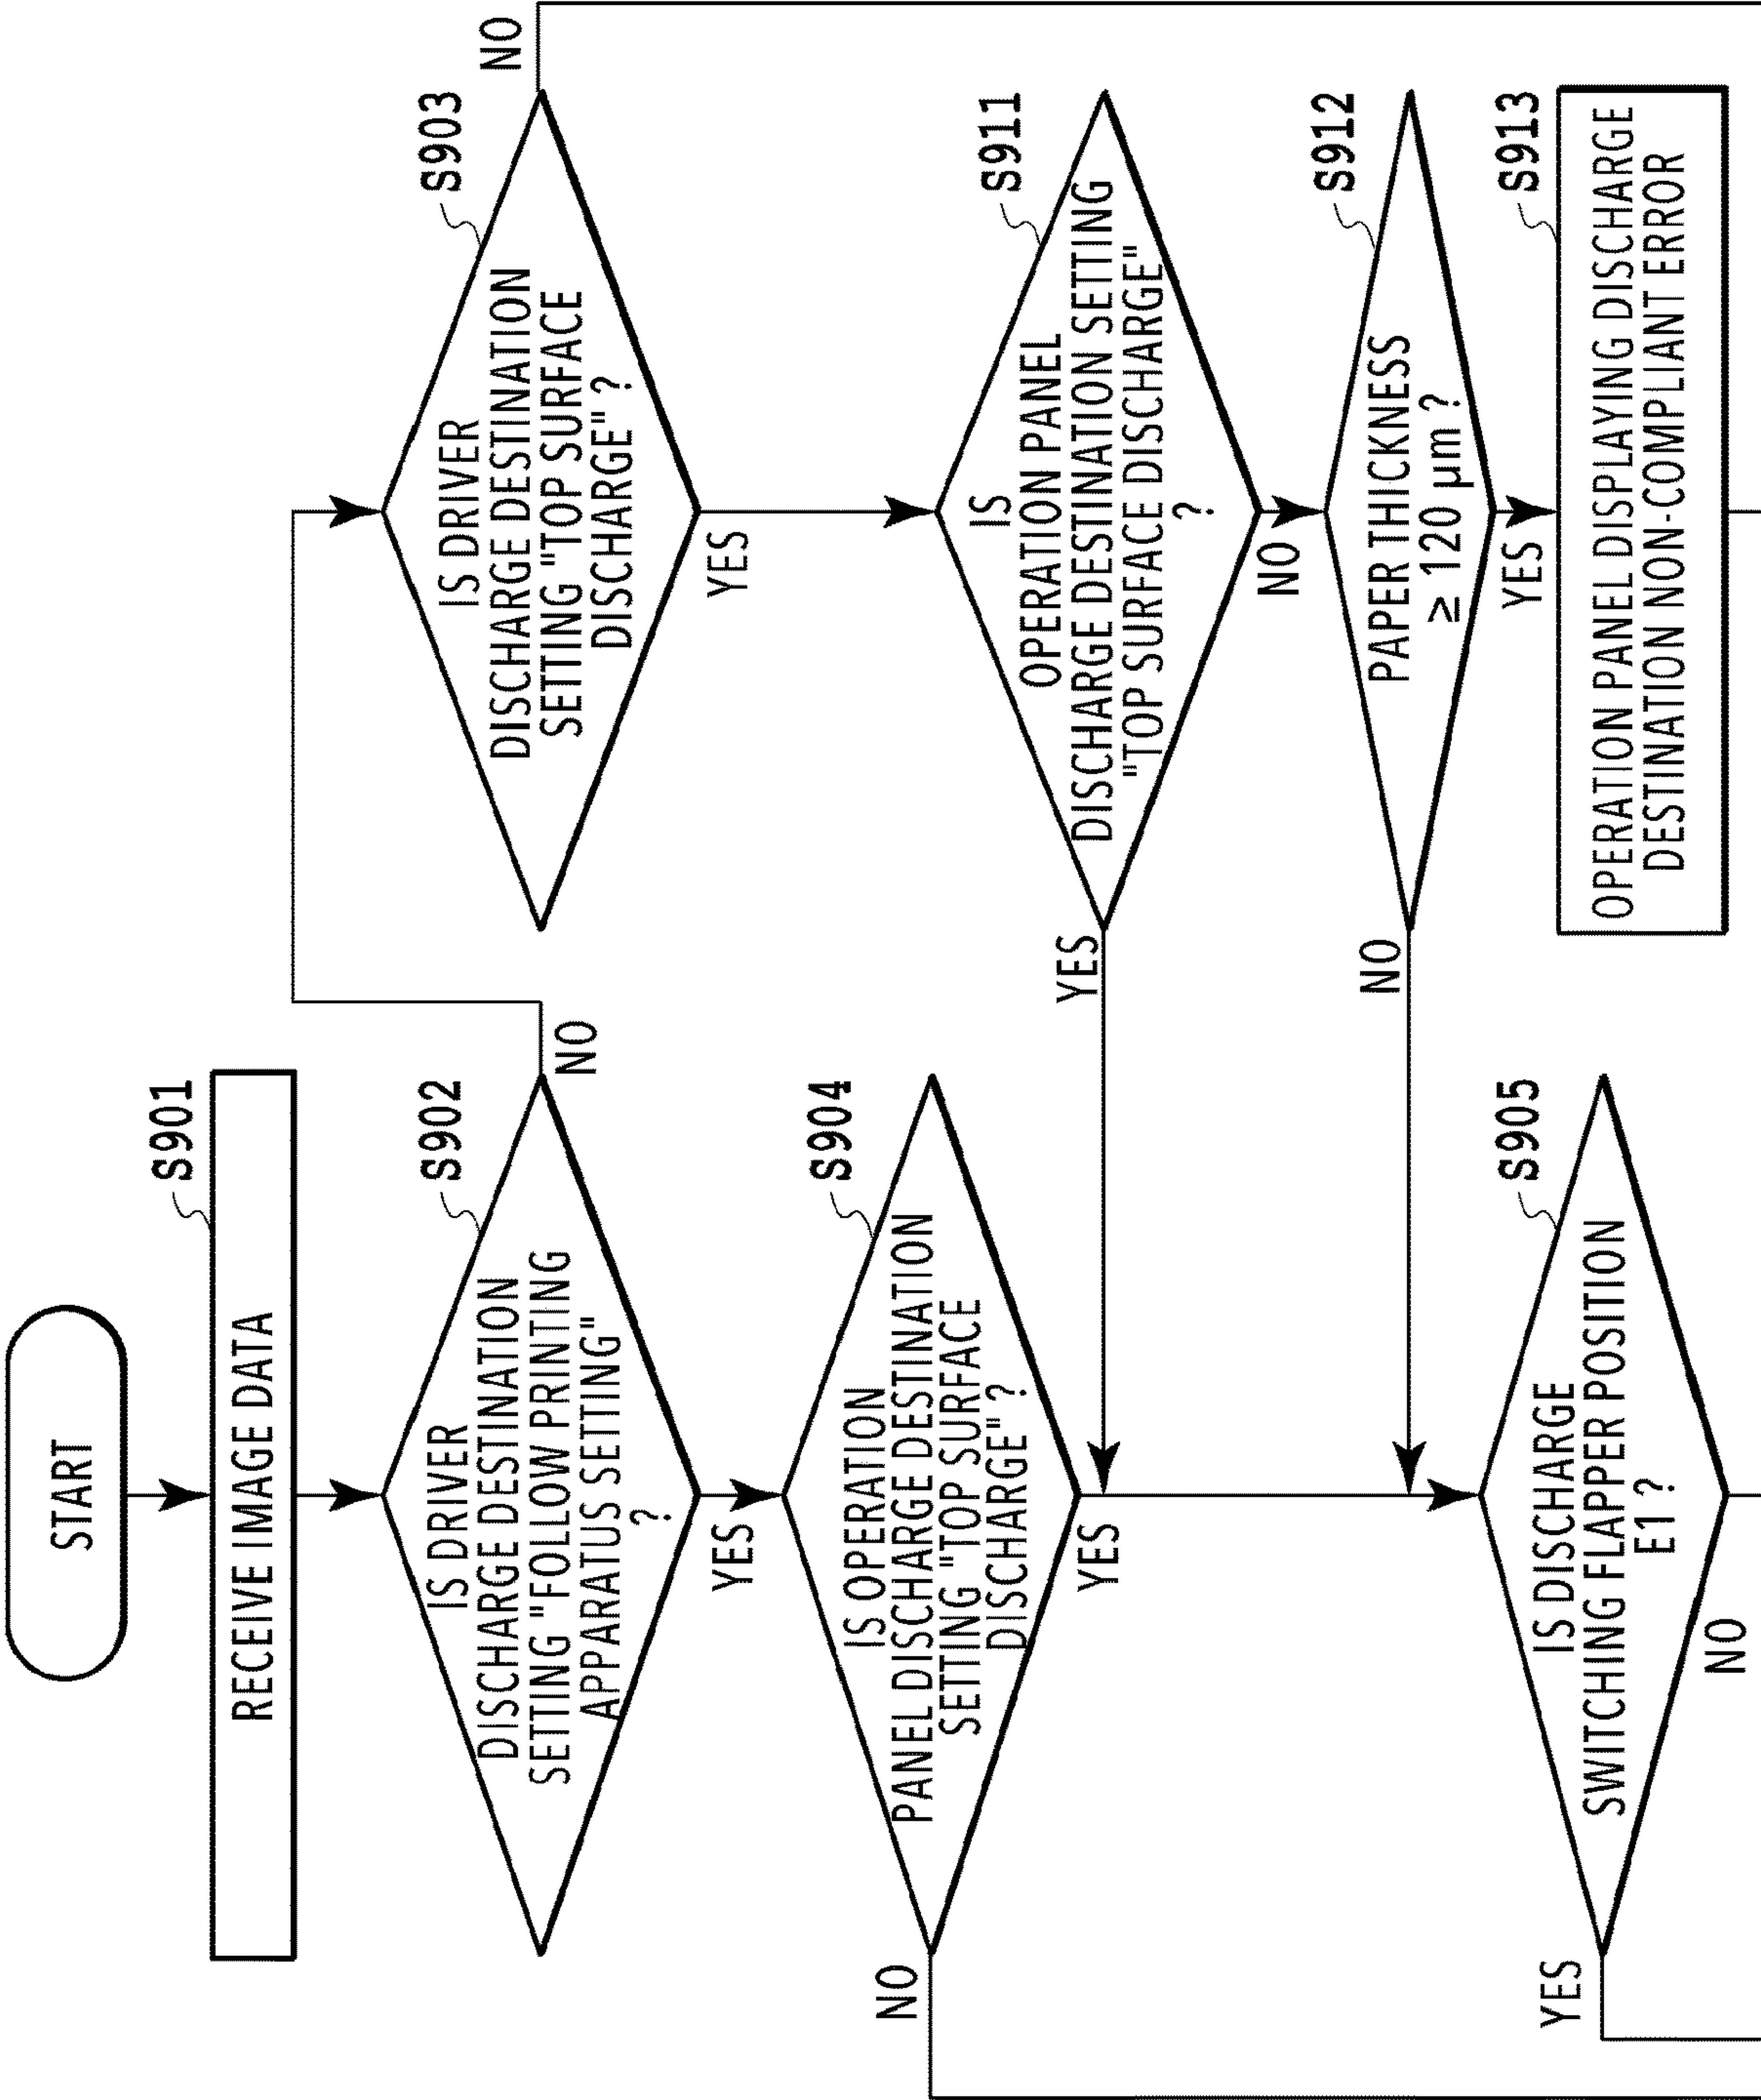 START
S901
RECEIVE IMAGE DATA
S902
IS DRIVER
DISCHARGE DESTINATION
SETTING "FOLLOW PRINTING
APPARATUS SETTING"
?
NO
YES
S903
IS DRIVER
DISCHARGE DESTINATION
SETTING "TOP SURFACE
DISCHARGE" ?
NO
YES
S904
IS OPERATION
PANEL DISCHARGE DESTINATION
SETTING "TOP SURFACE
DISCHARGE" ?
NO
YES
S911
IS
OPERATION PANEL
DISCHARGE DESTINATION SETTING
"TOP SURFACE DISCHARGE"
?
YES
NO
S912
PAPER THICKNESS
≥ 120 µm ?
NO
YES
S905
IS DISCHARGE
SWITCHING FLAPPER POSITION
E1 ?
YES
NO
S913
OPERATION PANEL DISPLAYING DISCHARGE
DESTINATION NON-COMPLIANT ERROR